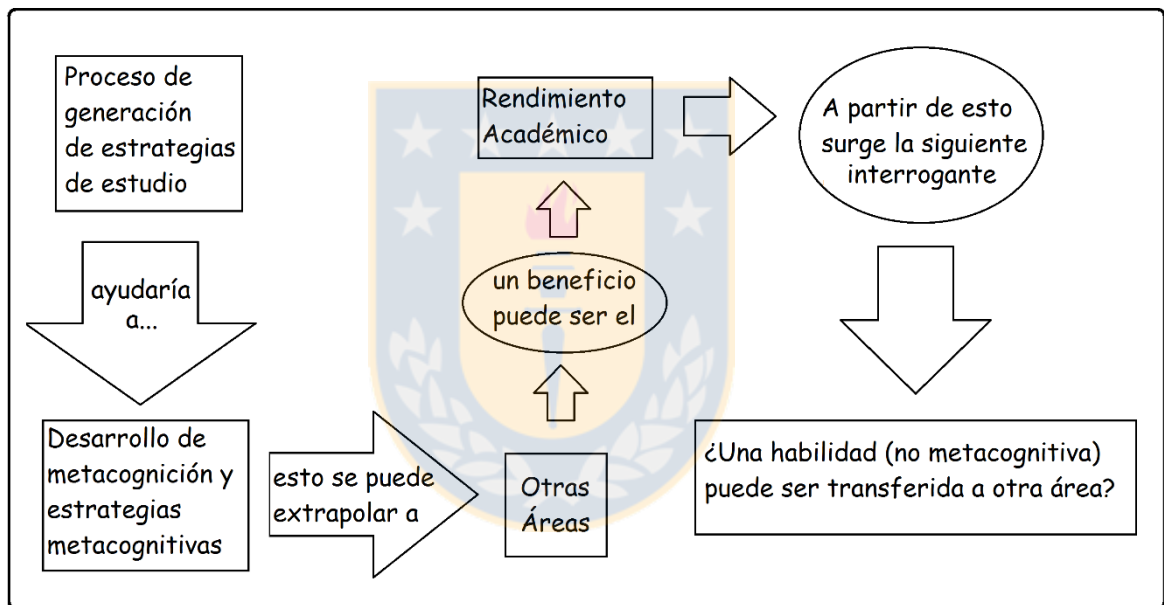 Proceso de
generación
de estrategias
de estudio
ayudaría
a...
Desarrollo de
metacognición y
estrategias
metacognitivas
esto se puede
extrapolar a
Otras
Áreas
un beneficio
puede ser el
Rendimiento
Académico
A partir de esto
surge la siguiente
interrogante
¿Una habilidad (no metacognitiva)
puede ser transferida a otra área?